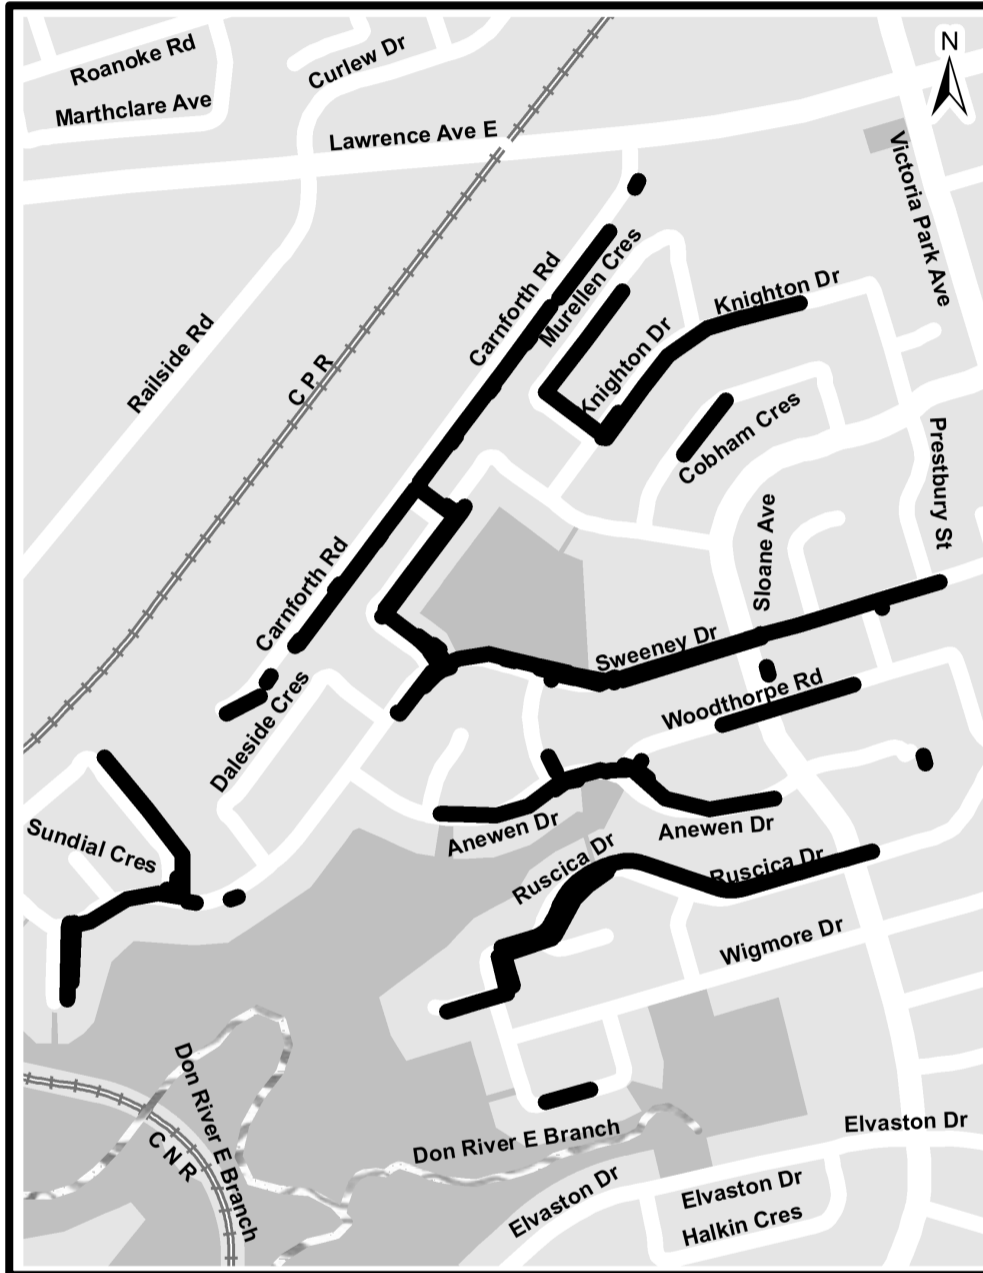 N
Roanoke Rd
Curlew Dr
Marthclare Ave
Lawrence Ave E
Victoria Park Ave
Murellen Cres
Carnforth Rd
Knighton Dr
Railside Rd
C P R
Knighton Dr
Cobham Cres
Prestbury St
Sloane Ave
Carnforth Rd
Sweeney Dr
Woodthorpe Rd
Daleside Cres
Sundial Cres
Anewen Dr
Anewen Dr
Ruscica Dr
Ruscica Dr
Wigmore Dr
Don River E Branch
C N R
Don River E Branch
Elvaston Dr
Elvaston Dr
Elvaston Dr
Halkin Cres